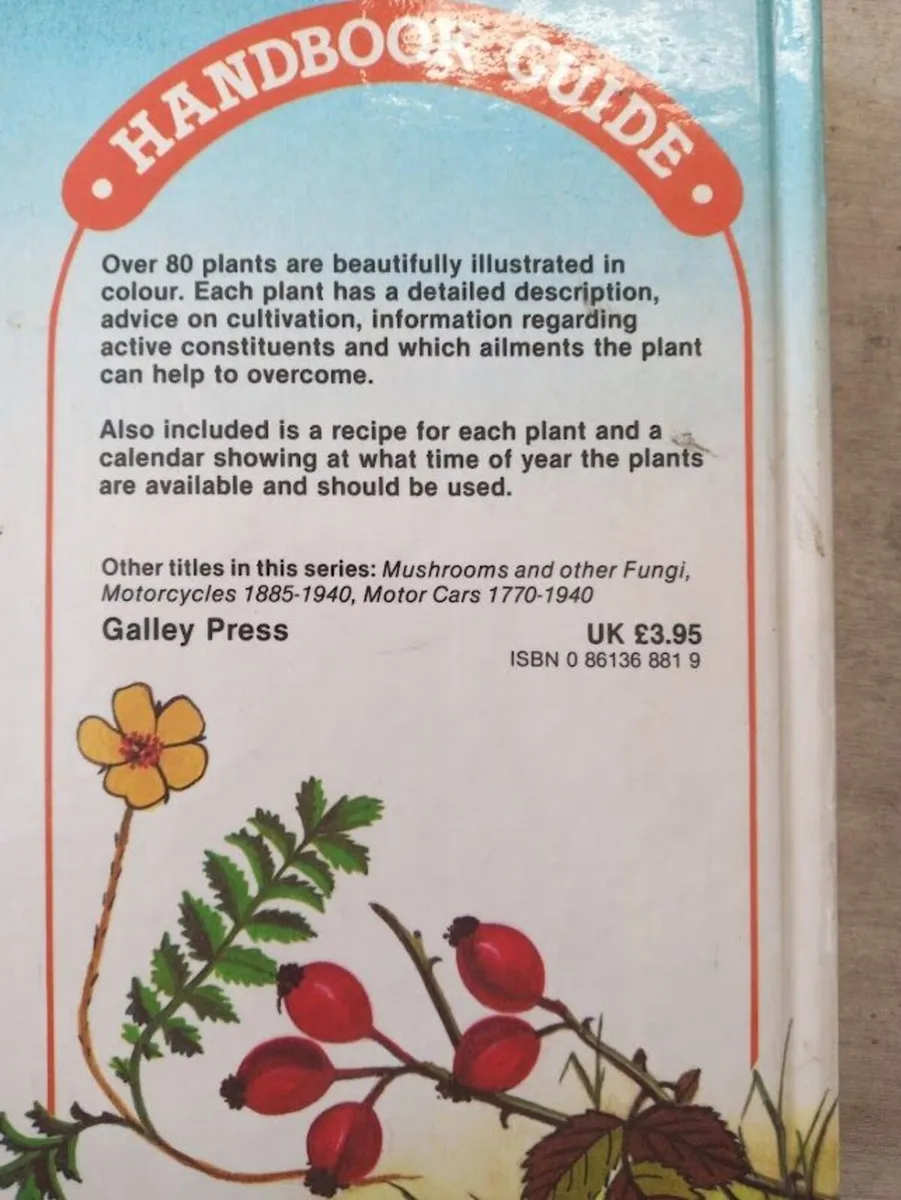 HANDBOOK GUIDE
Over 80 plants are beautifully illustrated in
colour. Each plant has a detailed description,
advice on cultivation, information regarding
active constituents and which ailments the plant
can help to overcome.
Also included is a recipe for each plant and a
calendar showing at what time of year the plants
are available and should be used.
Other titles in this series: Mushrooms and other Fungi,
Motorcycles 1885-1940, Motor Cars 1770-1940
Galley Press
UK £3.95
ISBN 0 86136 881 9